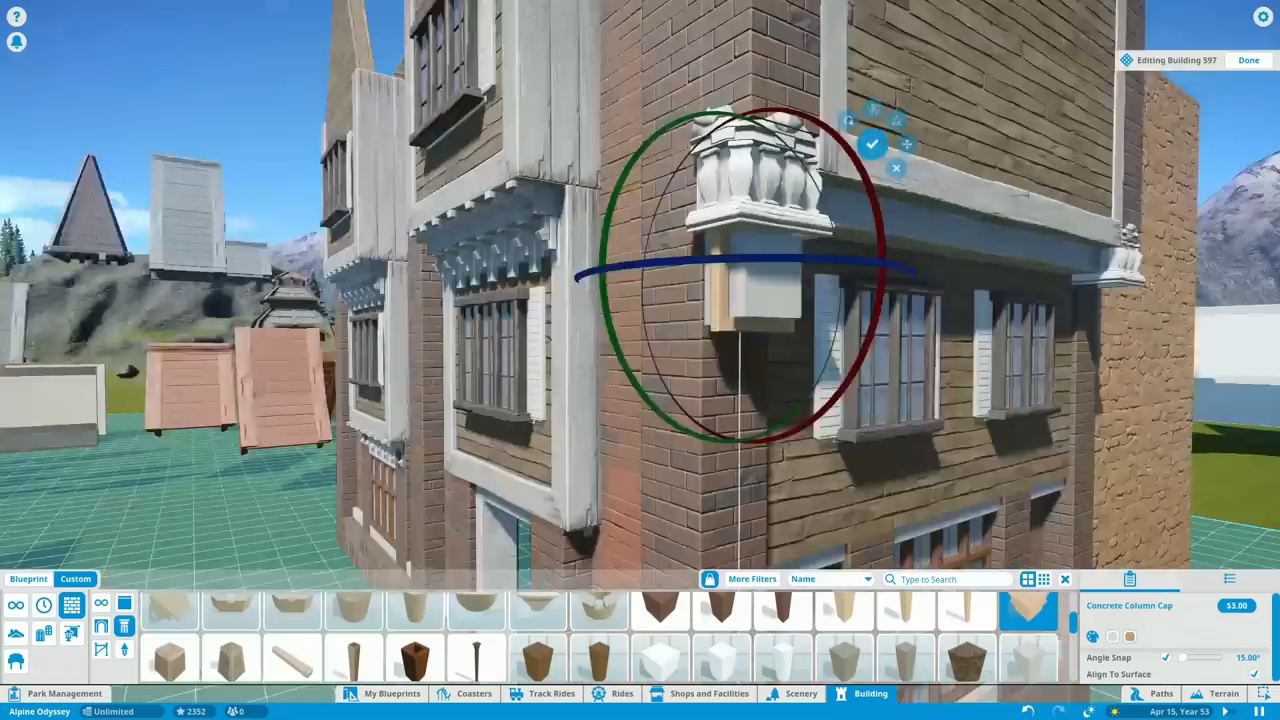 Editing Building 597 Done
Blueprint Custom More Filters Name Type to Search
Concrete Column Cap $3.00
Angle Snap 15.00°
Align To Surface
Park Management My Blueprints Coasters Track Rides Rides Shops and Facilities Scenery Building Paths Terrain
Alpine Odyssey Unlimited 2352 0 Apr 15, Year 53